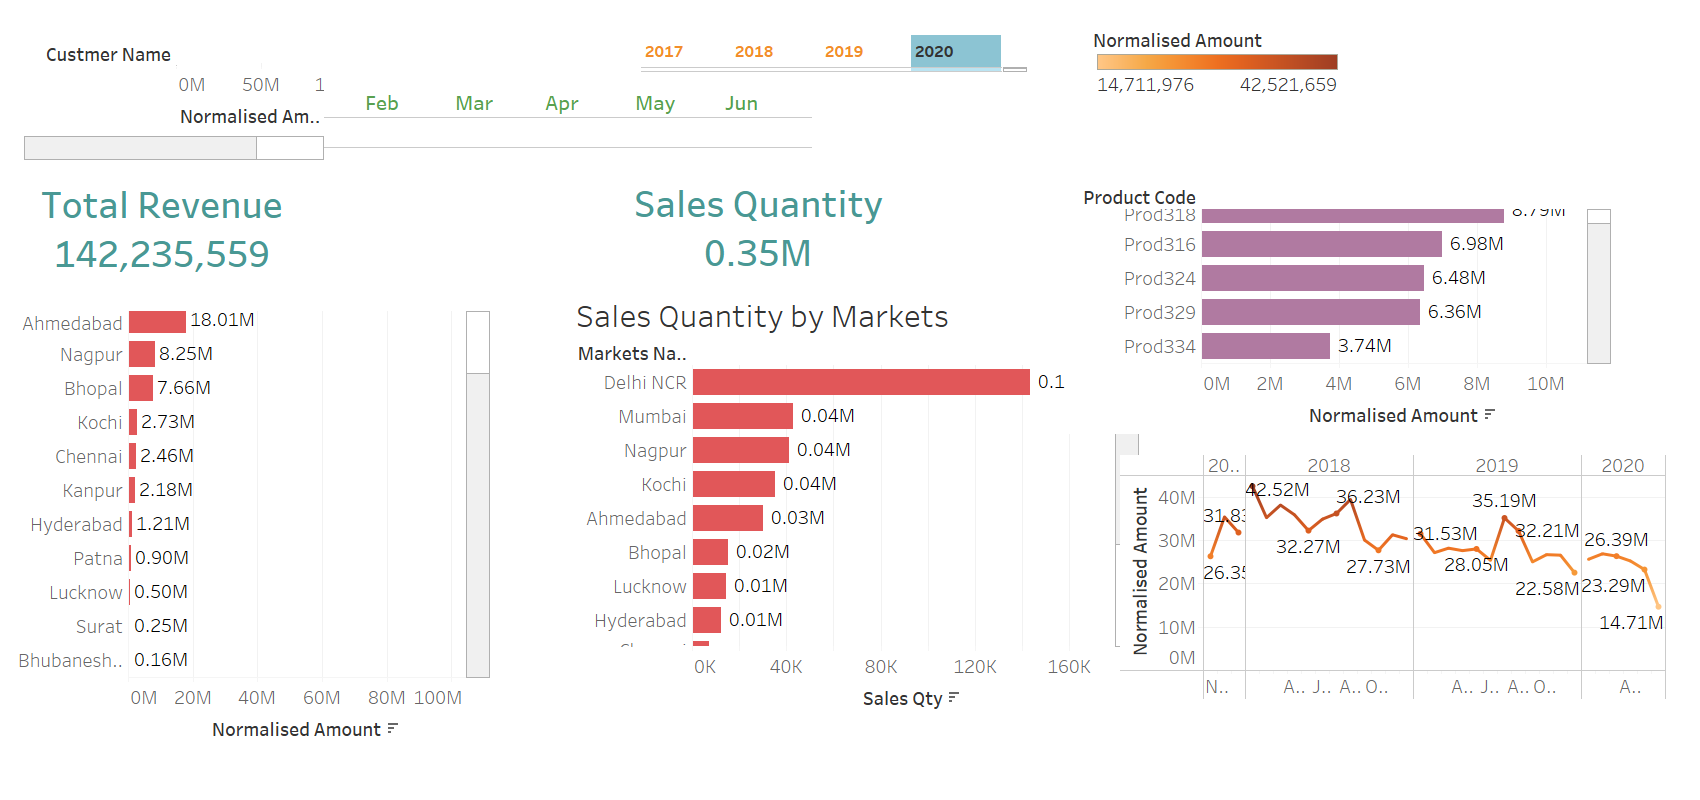 Custmer Name
0M 50M 1
Normalised Am..
2017 2018 2019 2020
Feb Mar Apr May Jun
Normalised Amount
14,711,976 42,521,659
Total Revenue
142,235,559
Ahmedabad 18.01M
Nagpur 8.25M
Bhopal 7.66M
Kochi 2.73M
Chennai 2.46M
Kanpur 2.18M
Hyderabad 1.21M
Patna 0.90M
Lucknow 0.50M
Surat 0.25M
Bhubanesh.. 0.16M
0M 20M 40M 60M 80M 100M
Normalised Amount
Sales Quantity
0.35M
Sales Quantity by Markets
Markets Na..
Delhi NCR 0.1
Mumbai 0.04M
Nagpur 0.04M
Kochi 0.04M
Ahmedabad 0.03M
Bhopal 0.02M
Lucknow 0.01M
Hyderabad 0.01M
0K 40K 80K 120K 160K
Sales Qty
Product Code
Prod318 8.79M
Prod316 6.98M
Prod324 6.48M
Prod329 6.36M
Prod334 3.74M
0M 2M 4M 6M 8M 10M
Normalised Amount
20.. 2018 2019 2020
Normalised Amount
40M
30M
20M
10M
0M
31.83
26.35
42.52M
32.27M
36.23M
27.73M
31.53M
28.05M
35.19M
32.21M
22.58M
26.39M
23.29M
14.71M
N.. A.. J.. A.. O.. A.. J.. A.. O.. A..